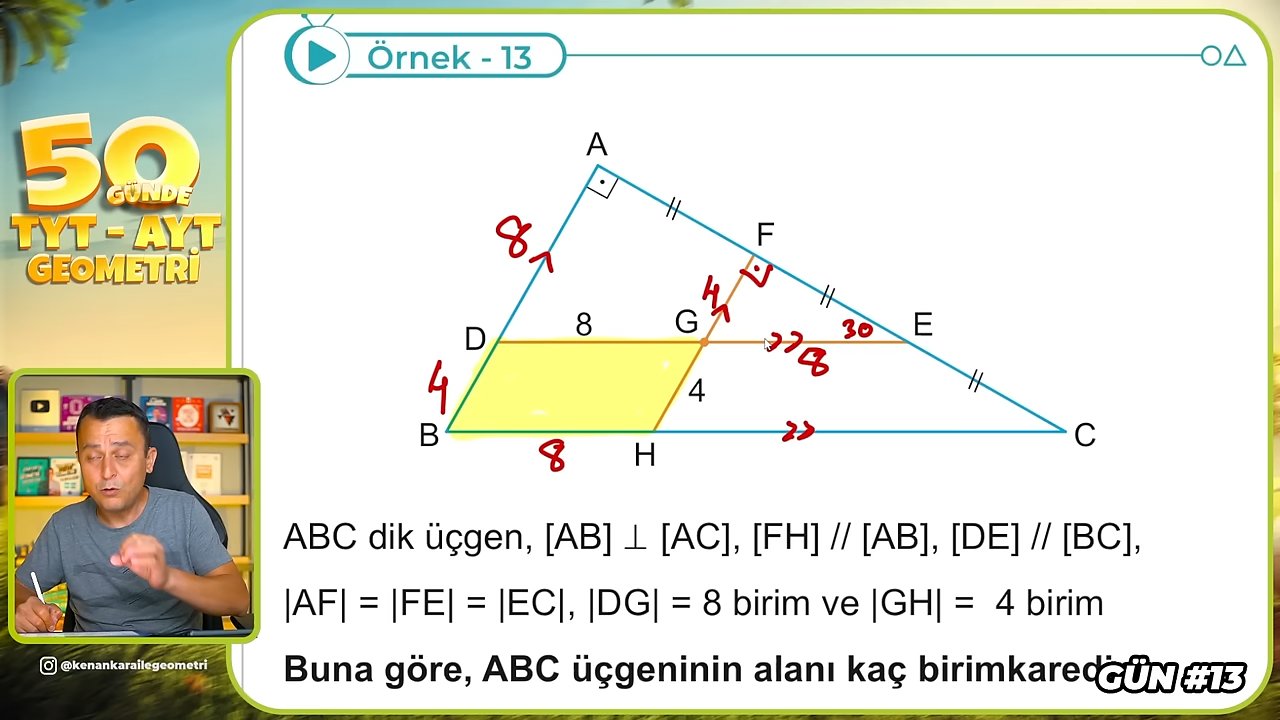 Örnek - 13
50
GÜNDE
TYT - AYT
GEOMETRİ
A
F
8
4
30
E
D
8
G
8
4
4
B
8
H
C
ABC dik üçgen, [AB] ⊥ [AC], [FH] // [AB], [DE] // [BC],
|AF| = |FE| = |EC|, |DG| = 8 birim ve |GH| = 4 birim
Buna göre, ABC üçgeninin alanı kaç birimkaredi
GÜN #13
@kenankarailegeometri